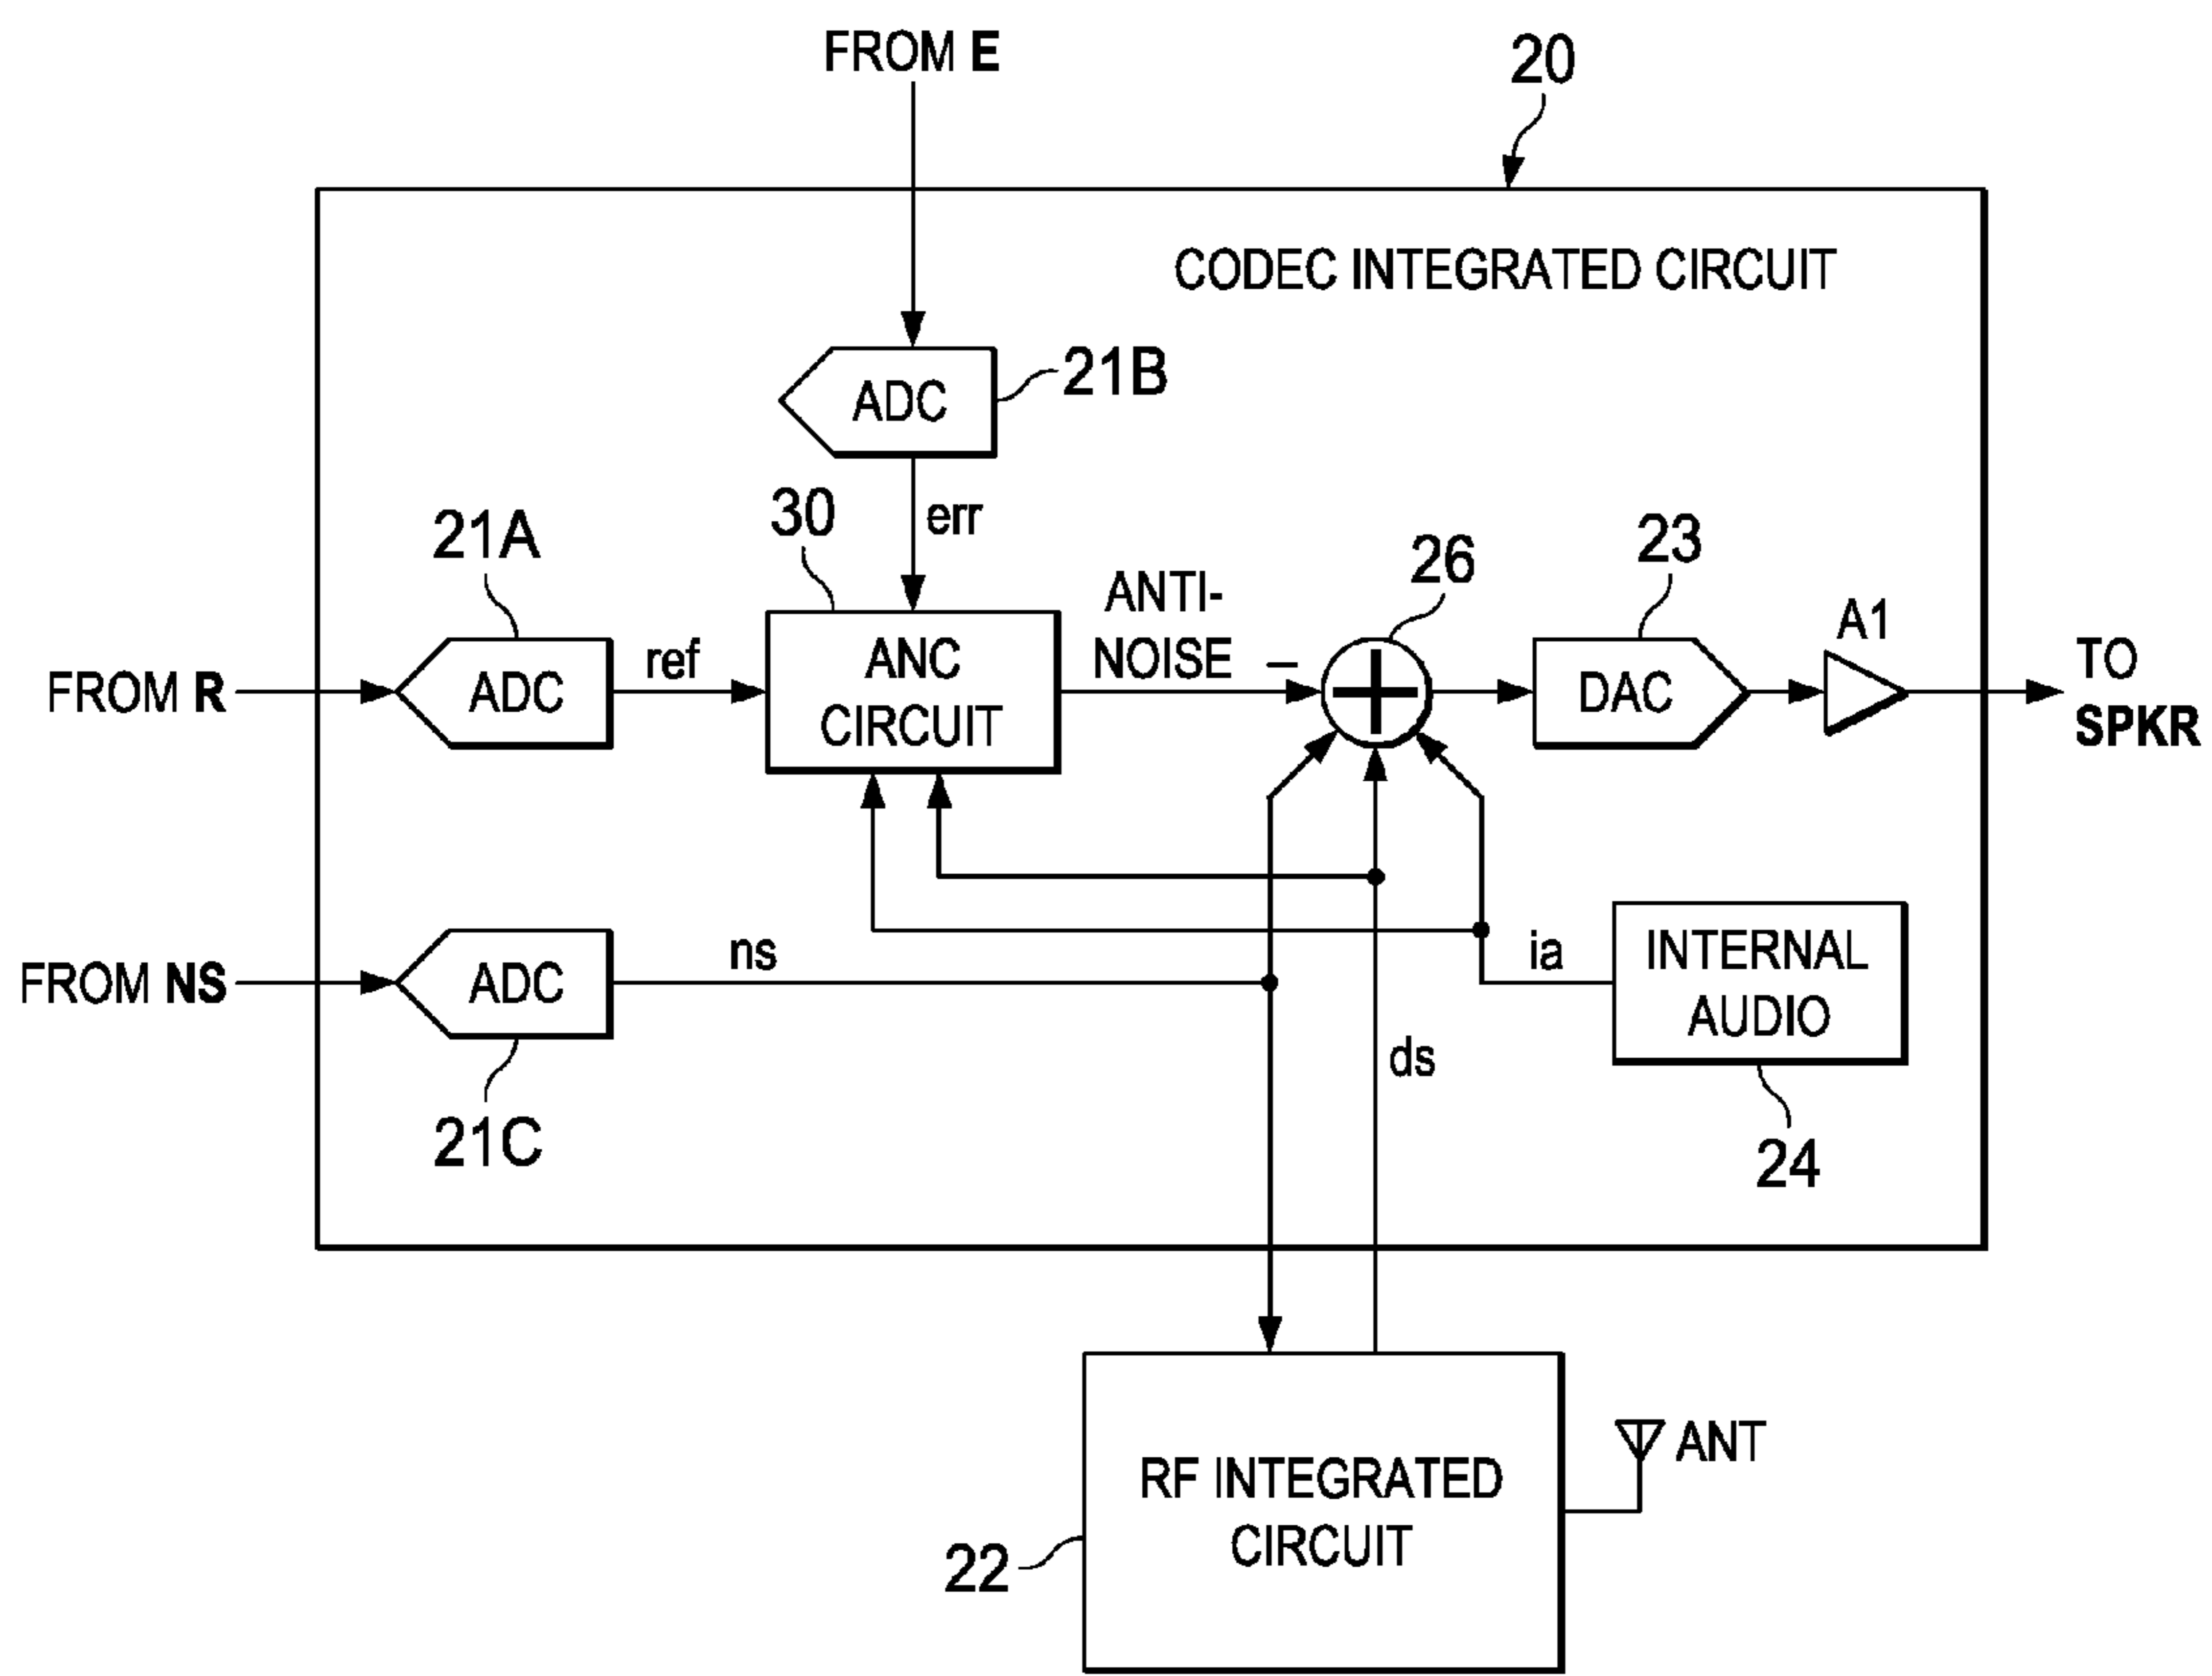 FROM E
20
CODEC INTEGRATED CIRCUIT
ADC
21B
err
30
21A
FROM R
ADC
ref
ANC
CIRCUIT
ANTI-
NOISE
–
26
23
DAC
A1
TO
SPKR
FROM NS
ADC
ns
21C
ia
INTERNAL
AUDIO
24
ds
RF INTEGRATED
CIRCUIT
22
ANT